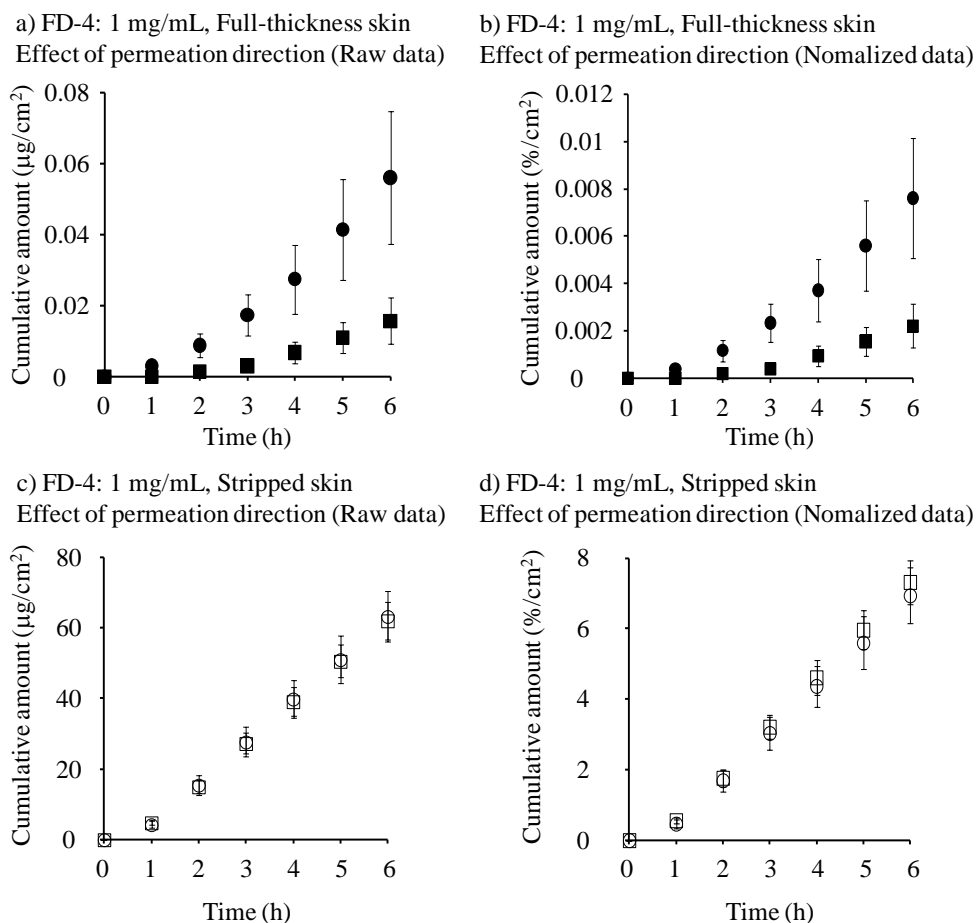 a) FD-4: 1 mg/mL, Full-thickness skin
Effect of permeation direction (Raw data)
Cumulative amount (µg/cm²)
0.08
0.06
0.04
0.02
0
0 1 2 3 4 5 6
Time (h)
b) FD-4: 1 mg/mL, Full-thickness skin
Effect of permeation direction (Nomalized data)
Cumulative amount (%/cm²)
0.012
0.01
0.008
0.006
0.004
0.002
0
0 1 2 3 4 5 6
Time (h)
c) FD-4: 1 mg/mL, Stripped skin
Effect of permeation direction (Raw data)
Cumulative amount (µg/cm²)
80
60
40
20
0
0 1 2 3 4 5 6
Time (h)
d) FD-4: 1 mg/mL, Stripped skin
Effect of permeation direction (Nomalized data)
Cumulative amount (%/cm²)
8
6
4
2
0
0 1 2 3 4 5 6
Time (h)